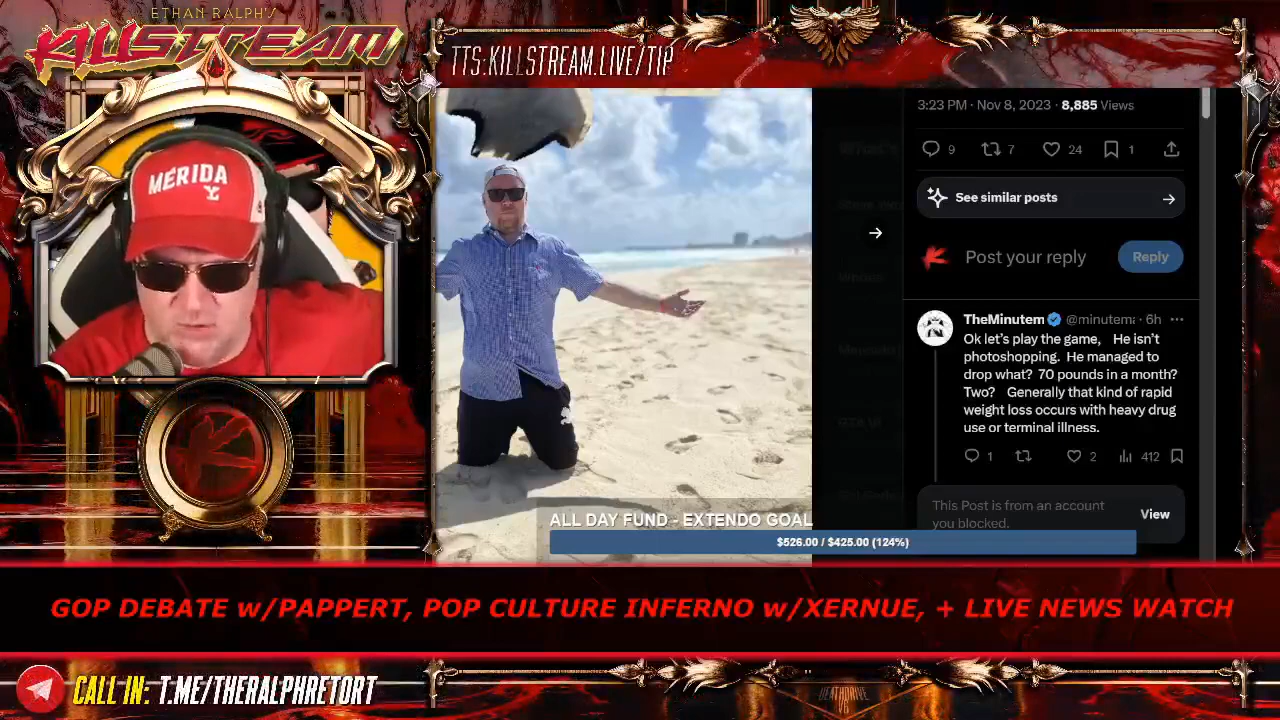 ETHAN RALPH'S
KILLSTREAM
TTS.KILLSTREAM.LIVE/TIP
MERIDA
3:23 PM · Nov 8, 2023 · 8,885 Views
9 7 24 1
See similar posts
Post your reply
Reply
TheMinutem @minutem · 6h
Ok let's play the game, He isn't
photoshopping. He managed to
drop what? 70 pounds in a month?
Two? Generally that kind of rapid
weight loss occurs with heavy drug
use or terminal illness.
1 2 412
This Post is from an account
you blocked.
View
ALL DAY FUND - EXTENDO GOAL
$526.00 / $425.00 (124%)
GOP DEBATE w/PAPPERT, POP CULTURE INFERNO w/XERNUE, + LIVE NEWS WATCH
CALL IN: T.ME/THERALPHRETORT